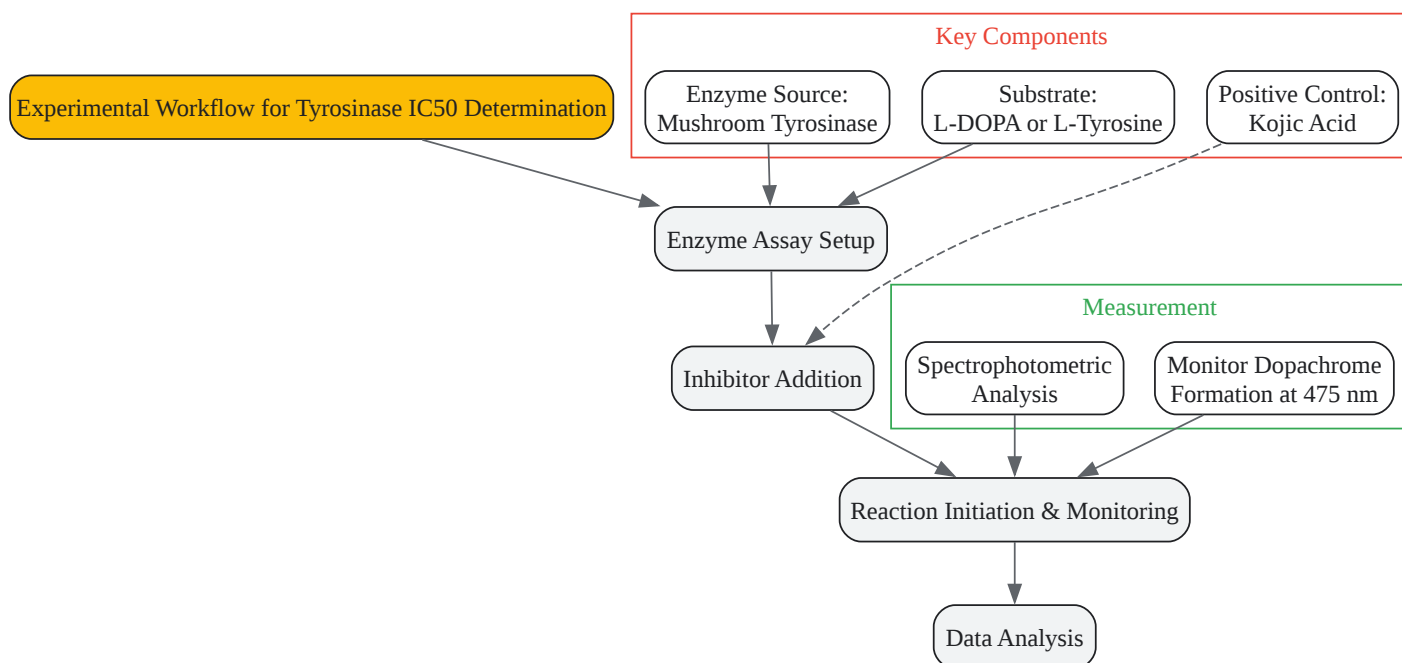 Key Components
Experimental Workflow for Tyrosinase IC50 Determination
Enzyme Source:
Mushroom Tyrosinase
Substrate:
L-DOPA or L-Tyrosine
Positive Control:
Kojic Acid
Enzyme Assay Setup
Measurement
Inhibitor Addition
Spectrophotometric
Analysis
Monitor Dopachrome
Formation at 475 nm
Reaction Initiation & Monitoring
Data Analysis